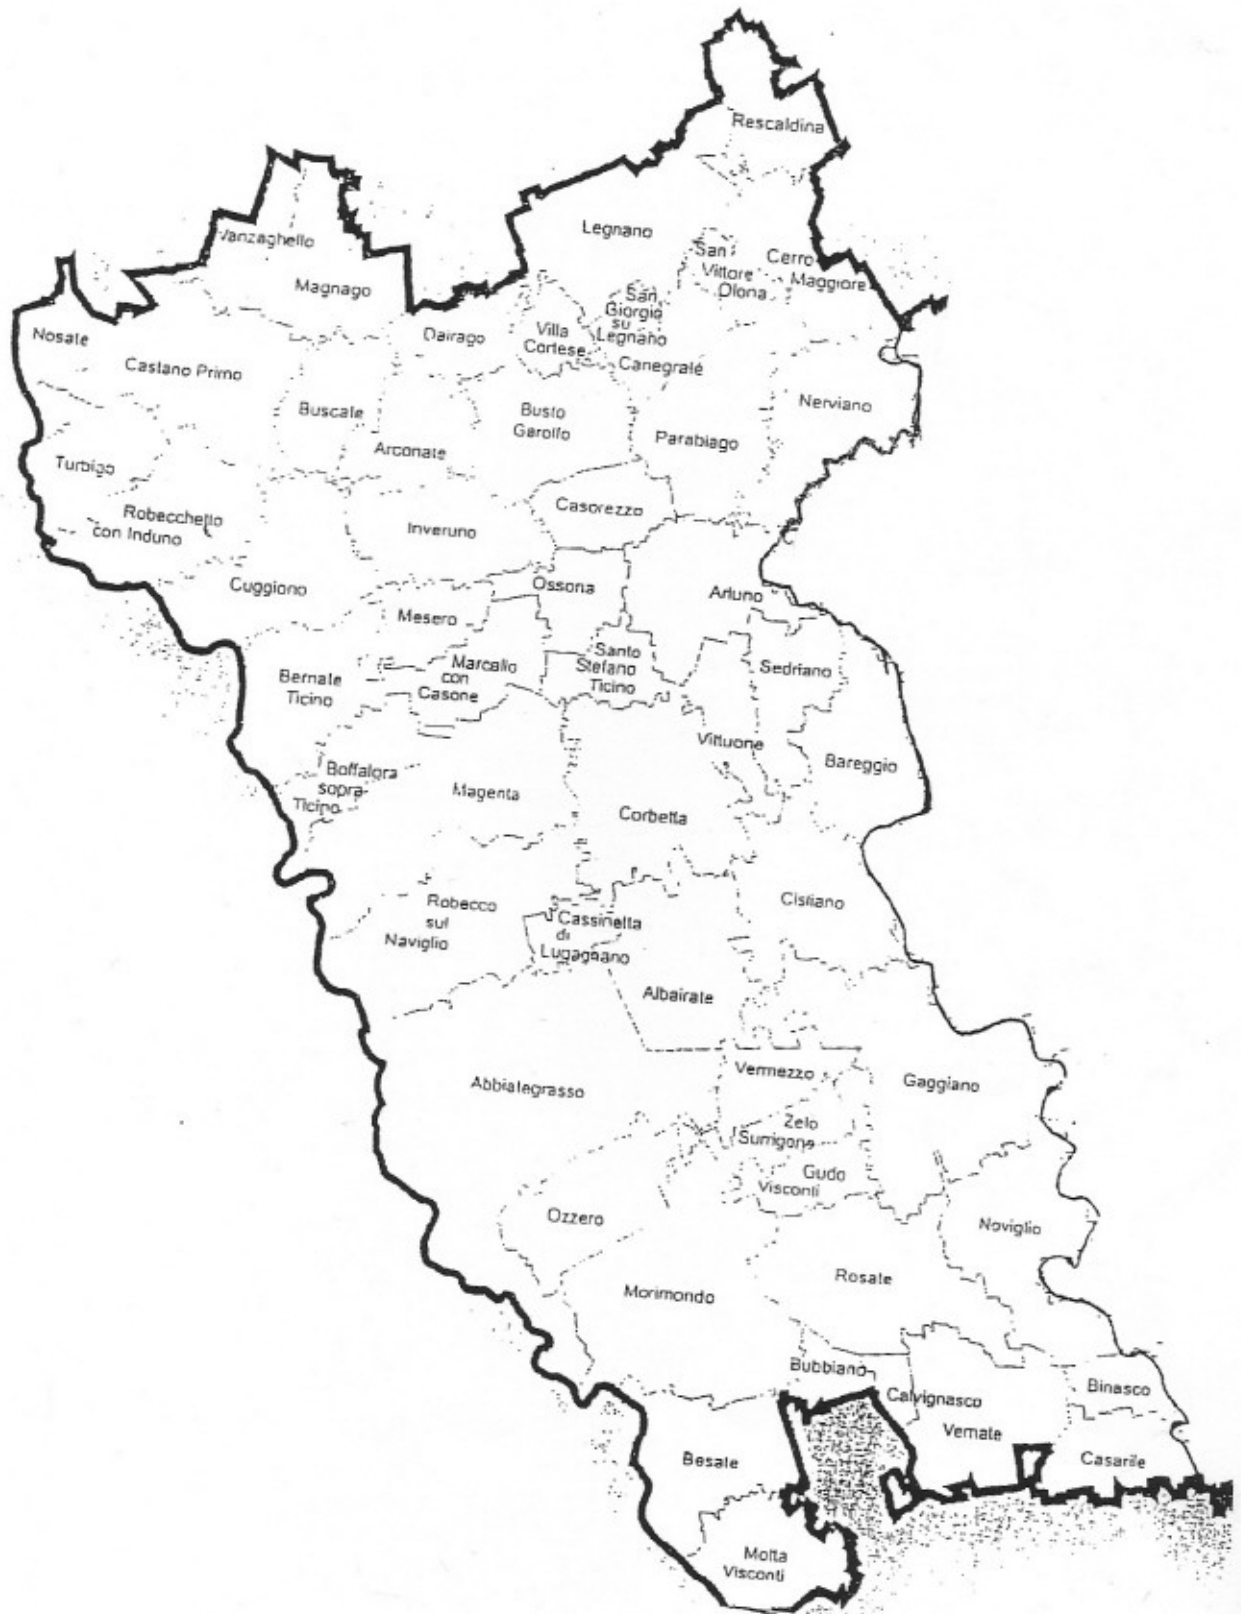 Rescaldina
Legnano
Vanzaghello
San
Vittore
Olona
Cerro
Maggiore
Magnago
San
Giorgio
su
Legnano
Nosate
Dairago
Villa
Cortese
Castano Primo
Canegrate
Buscate
Busto
Garolfo
Nerviano
Arconate
Parabiago
Turbigo
Robecchetto
con Induno
Inveruno
Casorezzo
Cuggiono
Ossona
Arluno
Mesero
Santo
Stefano
Ticino
Sedriano
Marcallo
con
Casone
Bernate
Ticino
Vittuone
Bareggio
Boffalora
sopra
Ticino
Magenta
Corbetta
Robecco
sul
Naviglio
Cassinetta
di
Lugagnano
Cisliano
Albairate
Abbiategrasso
Vermezzo
Gaggiano
Zelo
Surrigone
Gudo
Visconti
Ozzero
Noviglio
Morimondo
Rosate
Bubbiano
Calvignasco
Binasco
Vernate
Besate
Casarile
Motta
Visconti